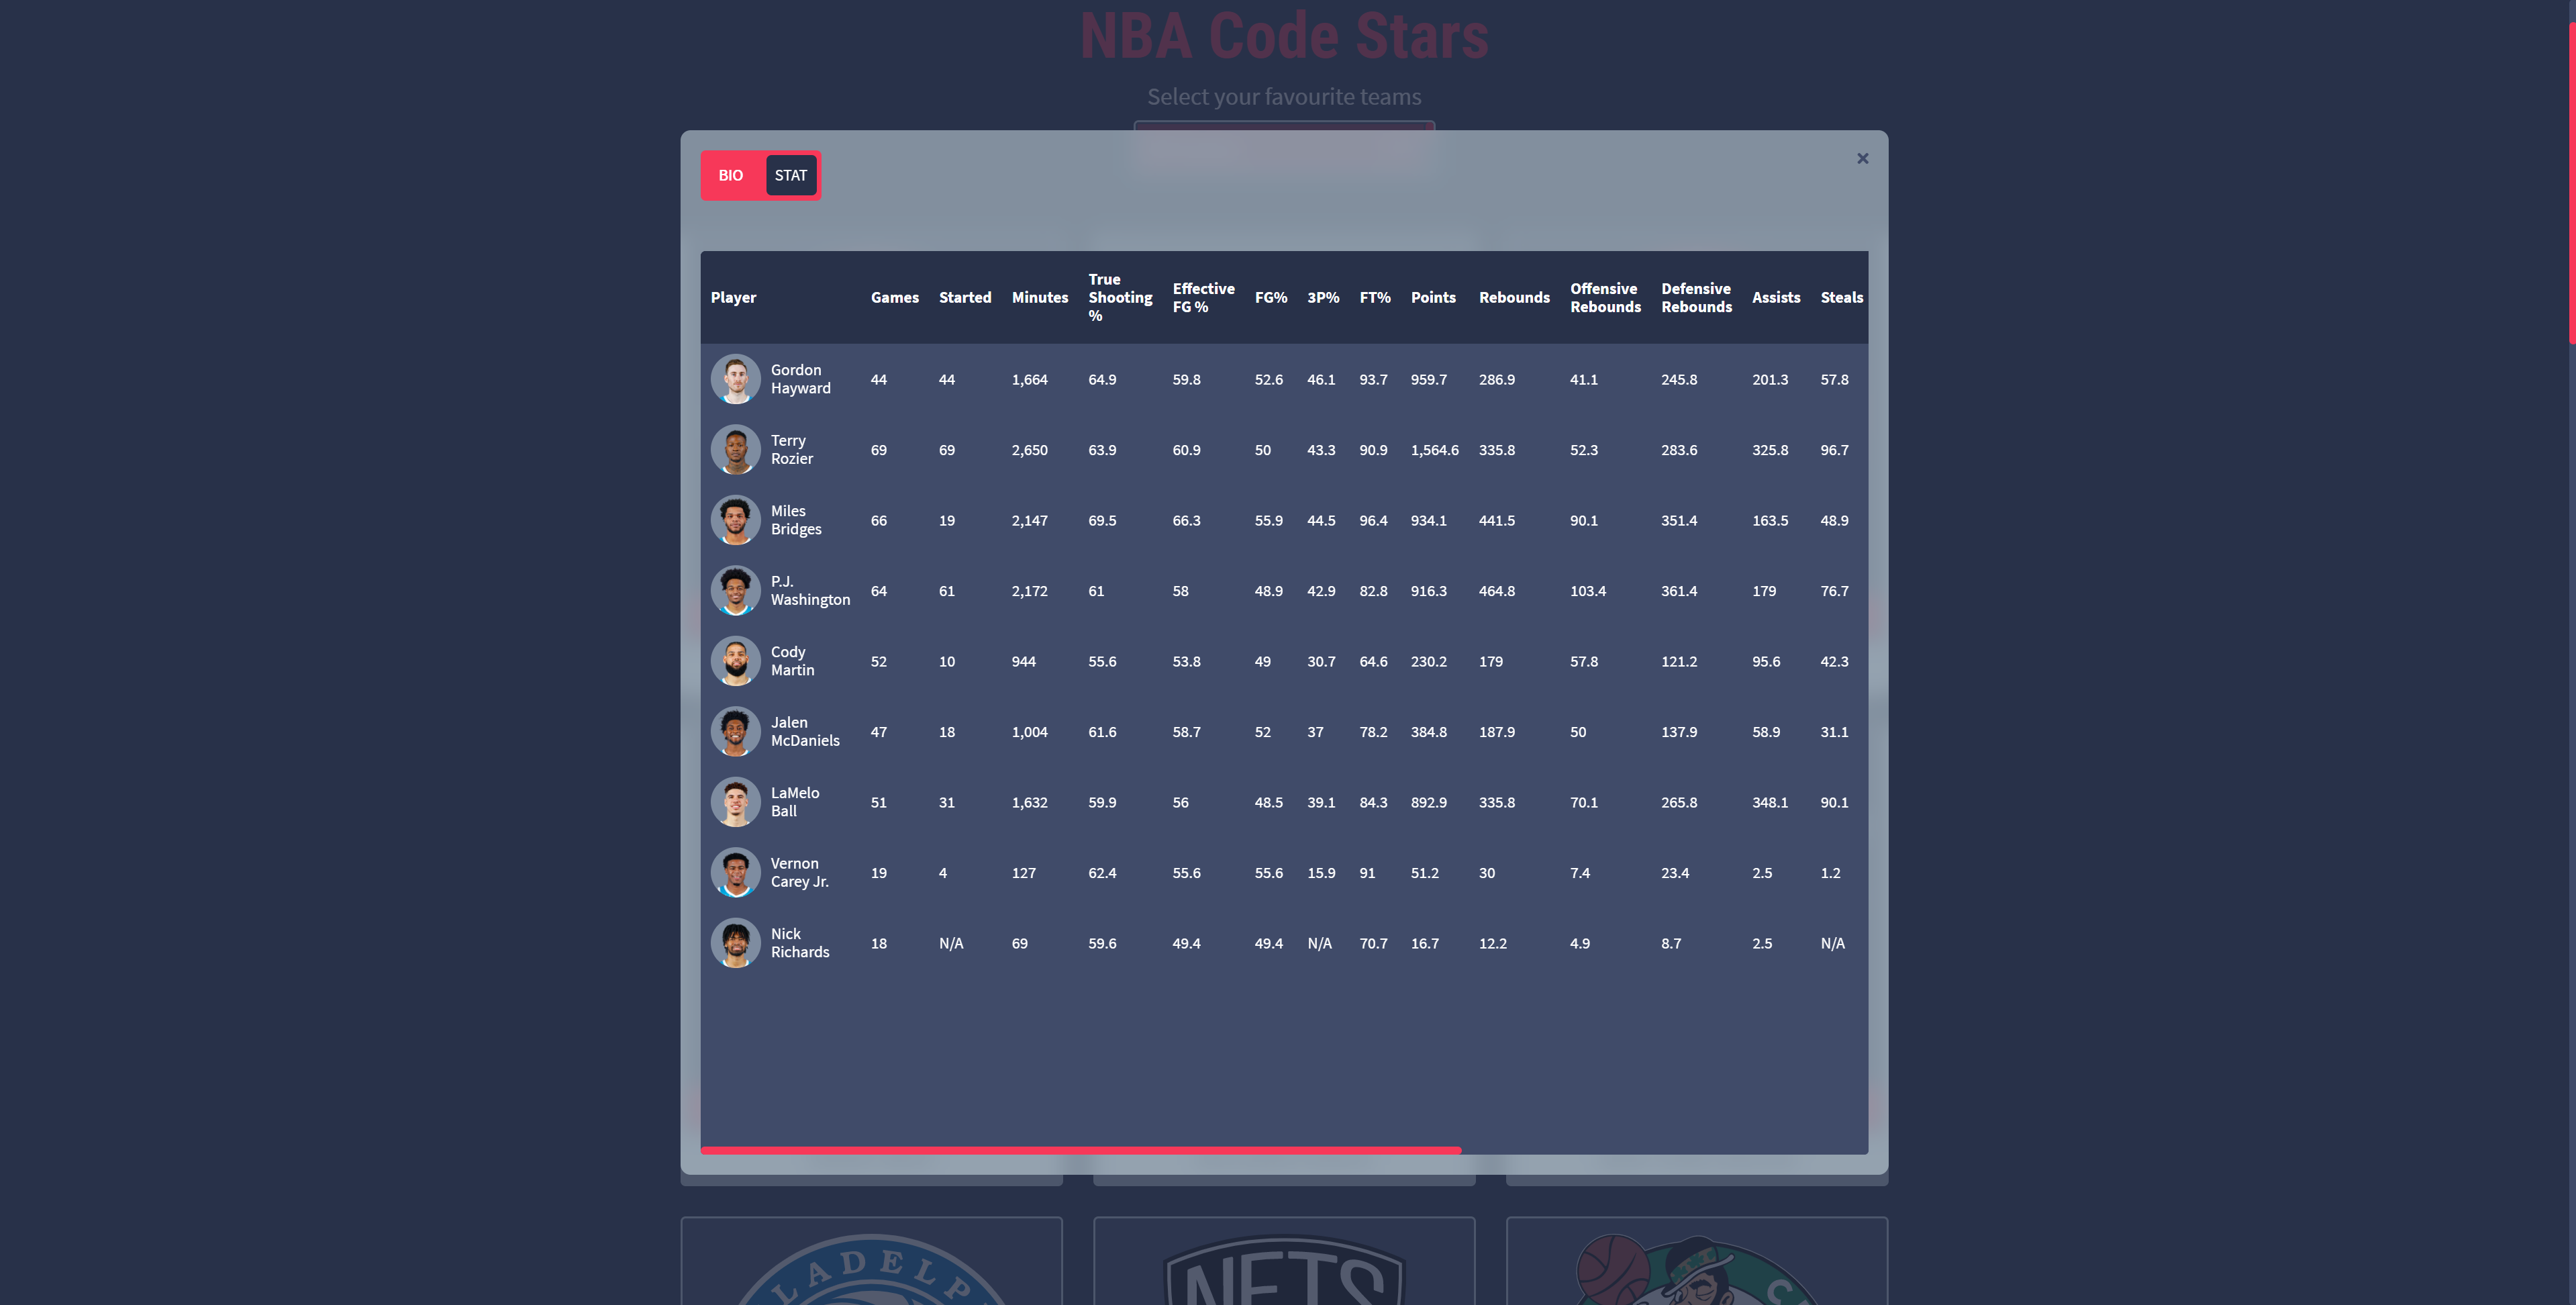 NBA Code Stars
Select your favourite teams
BIO STAT ×
Player Games Started Minutes True Shooting % Effective FG % FG% 3P% FT% Points Rebounds Offensive Rebounds Defensive Rebounds Assists Steals
Gordon Hayward 44 44 1,664 64.9 59.8 52.6 46.1 93.7 959.7 286.9 41.1 245.8 201.3 57.8
Terry Rozier 69 69 2,650 63.9 60.9 50 43.3 90.9 1,564.6 335.8 52.3 283.6 325.8 96.7
Miles Bridges 66 19 2,147 69.5 66.3 55.9 44.5 96.4 934.1 441.5 90.1 351.4 163.5 48.9
P.J. Washington 64 61 2,172 61 58 48.9 42.9 82.8 916.3 464.8 103.4 361.4 179 76.7
Cody Martin 52 10 944 55.6 53.8 49 30.7 64.6 230.2 179 57.8 121.2 95.6 42.3
Jalen McDaniels 47 18 1,004 61.6 58.7 52 37 78.2 384.8 187.9 50 137.9 58.9 31.1
LaMelo Ball 51 31 1,632 59.9 56 48.5 39.1 84.3 892.9 335.8 70.1 265.8 348.1 90.1
Vernon Carey Jr. 19 4 127 62.4 55.6 55.6 15.9 91 51.2 30 7.4 23.4 2.5 1.2
Nick Richards 18 N/A 69 59.6 49.4 49.4 N/A 70.7 16.7 12.2 4.9 8.7 2.5 N/A
NETS